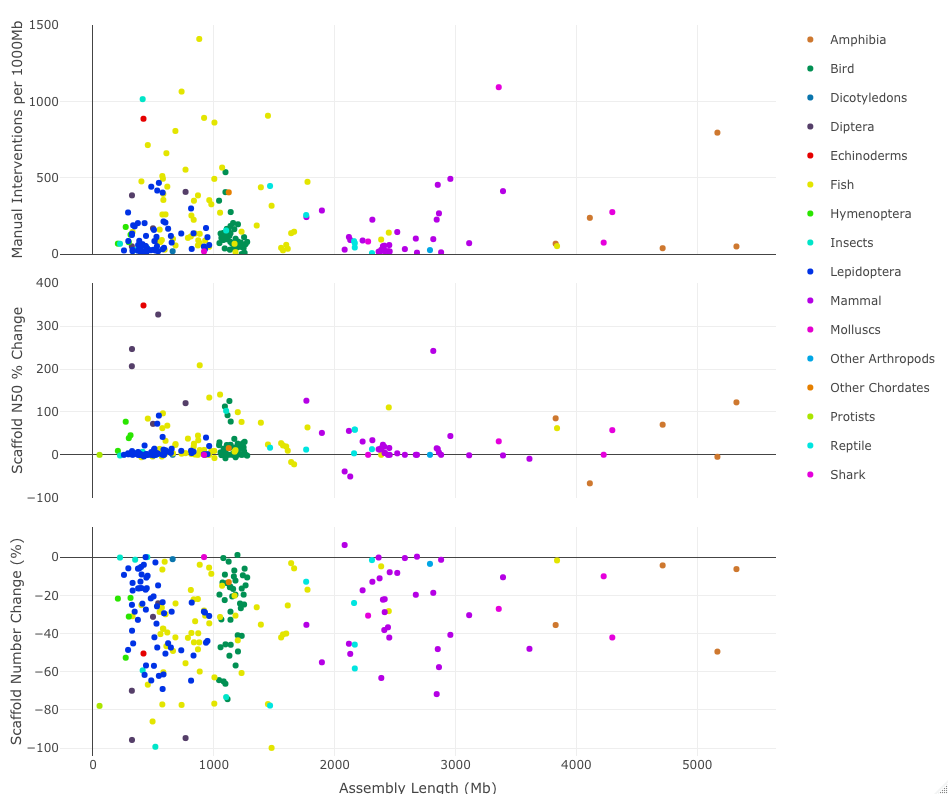 Manual Interventions per 1000Mb
1500
1000
500
0
Scaffold N50 % Change
400
300
200
100
0
−100
Scaffold Number Change (%)
0
−20
−40
−60
−80
−100
0
1000
2000
3000
4000
5000
Assembly Length (Mb)
Amphibia
Bird
Dicotyledons
Diptera
Echinoderms
Fish
Hymenoptera
Insects
Lepidoptera
Mammal
Molluscs
Other Arthropods
Other Chordates
Protists
Reptile
Shark